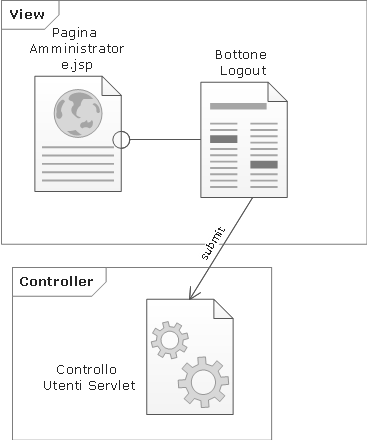 View
Pagina
Amministrator
e.jsp
Bottone
Logout
submit
Controller
Controllo
Utenti Servlet